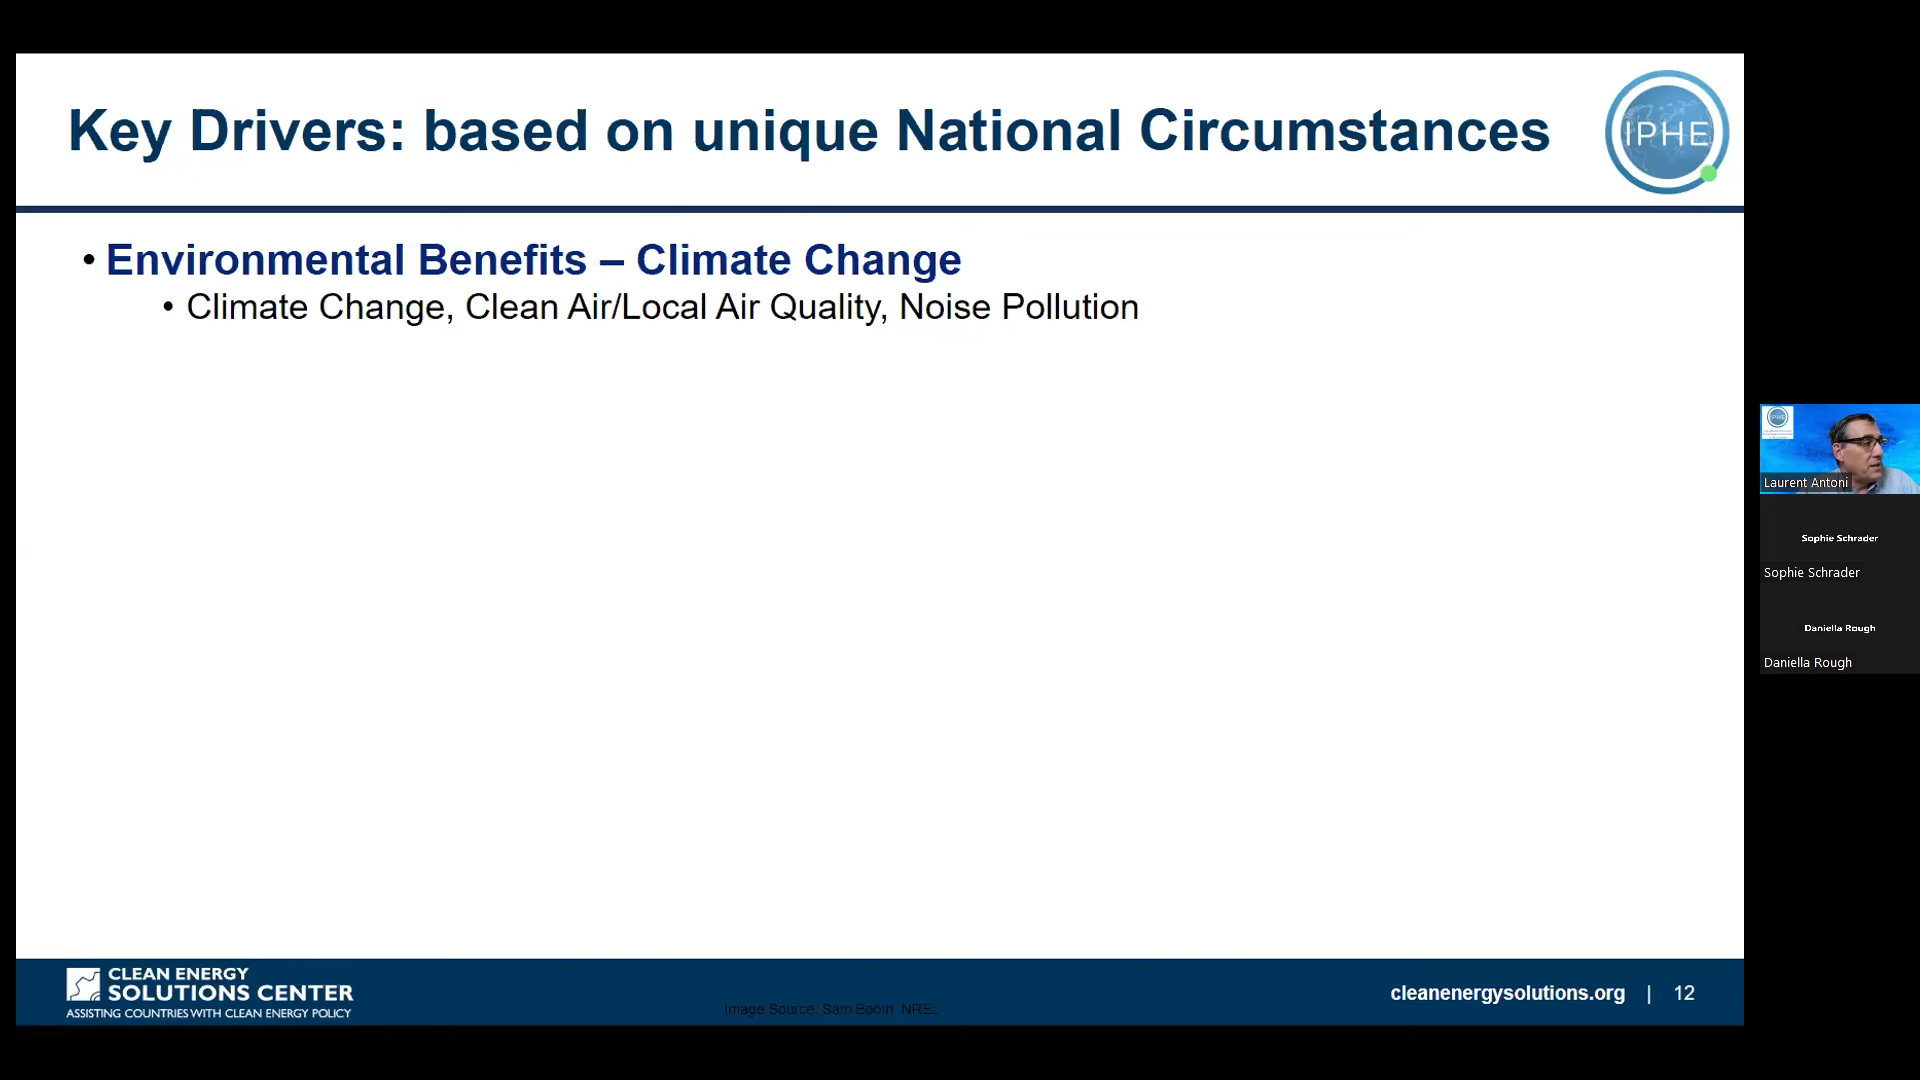 Key Drivers: based on unique National Circumstances
IPHE
• Environmental Benefits – Climate Change
• Climate Change, Clean Air/Local Air Quality, Noise Pollution
IPHE
Laurent Antoni
Sophie Schrader
Sophie Schrader
Daniella Rough
Daniella Rough
CLEAN ENERGY
SOLUTIONS CENTER
ASSISTING COUNTRIES WITH CLEAN ENERGY POLICY
Image Source: Sam Booth NREL
cleanenergysolutions.org | 12